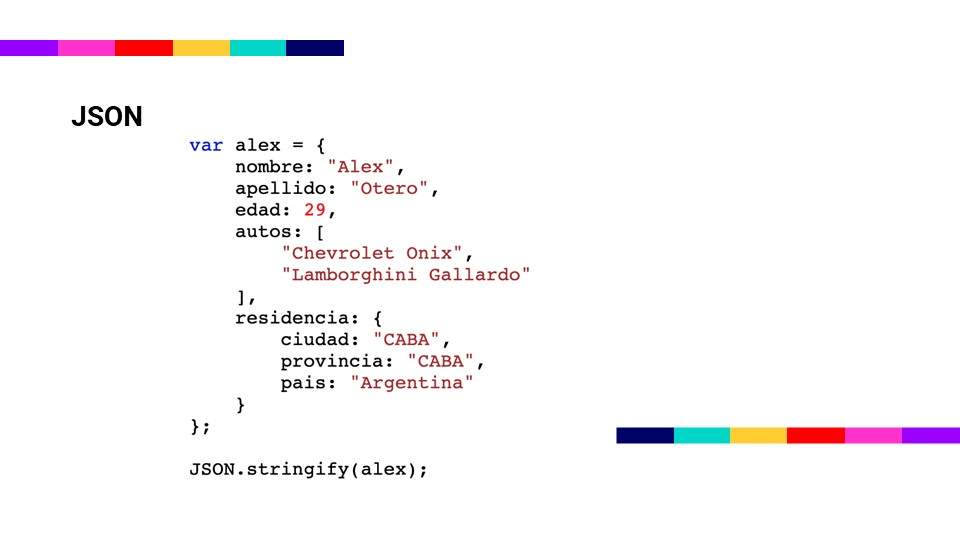 JSON
var alex = {
    nombre: "Alex",
    apellido: "Otero",
    edad: 29,
    autos: [
        "Chevrolet Onix",
        "Lamborghini Gallardo"
    ],
    residencia: {
        ciudad: "CABA",
        provincia: "CABA",
        pais: "Argentina"
    }
};
JSON.stringify(alex);